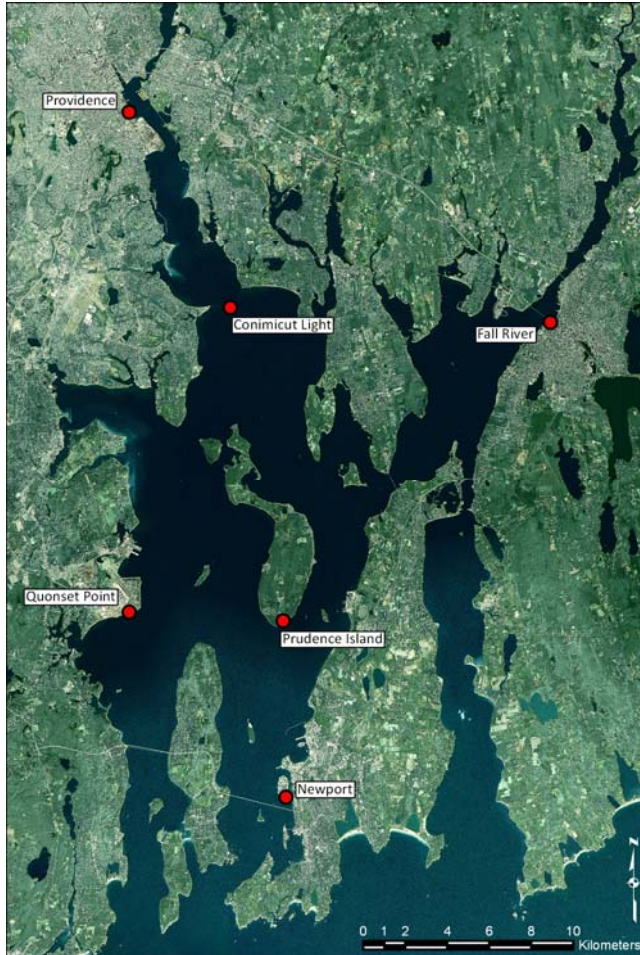 Providence
Conimicut Light
Fall River
Quonset Point
Prudence Island
Newport
N
0 1 2 4 6 8 10
Kilometers